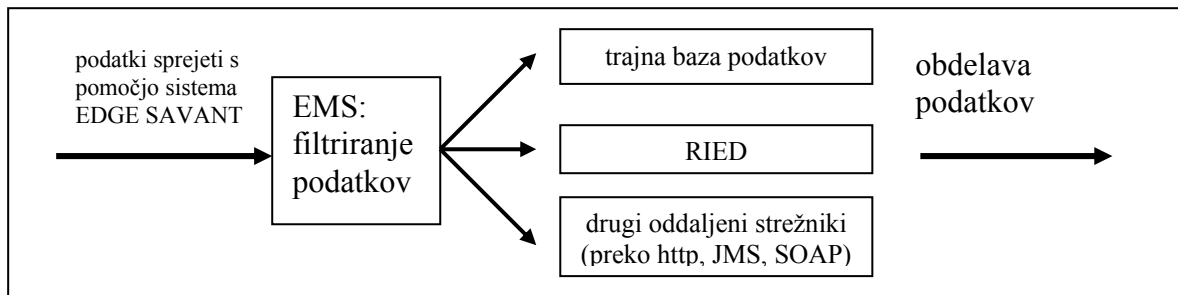 podatki sprejeti s
pomočjo sistema
EDGE SAVANT
EMS:
filtriranje
podatkov
trajna baza podatkov
RIED
drugi oddaljeni strežniki
(preko http, JMS, SOAP)
obdelava
podatkov